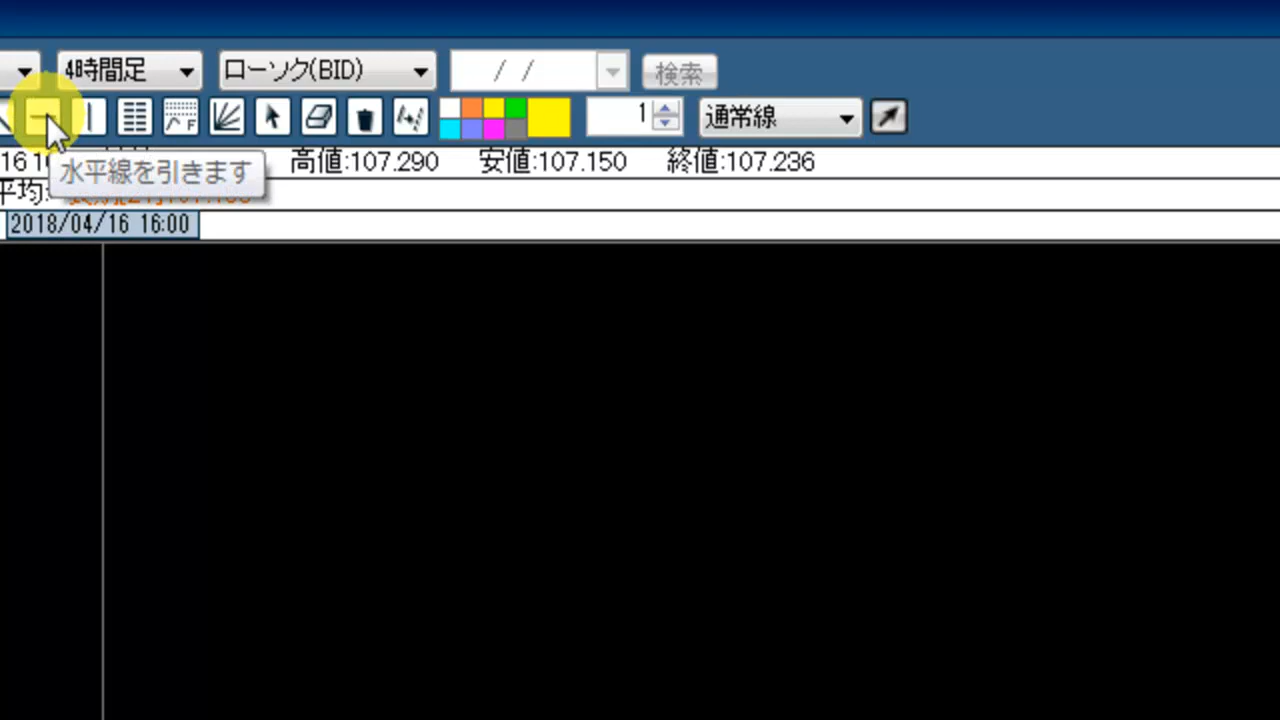 4時間足 ローソク(BID) / / 検索
1 通常線
16 高値:107.290 安値:107.150 終値:107.236
水平線を引きます
平均:
2018/04/16 16:00